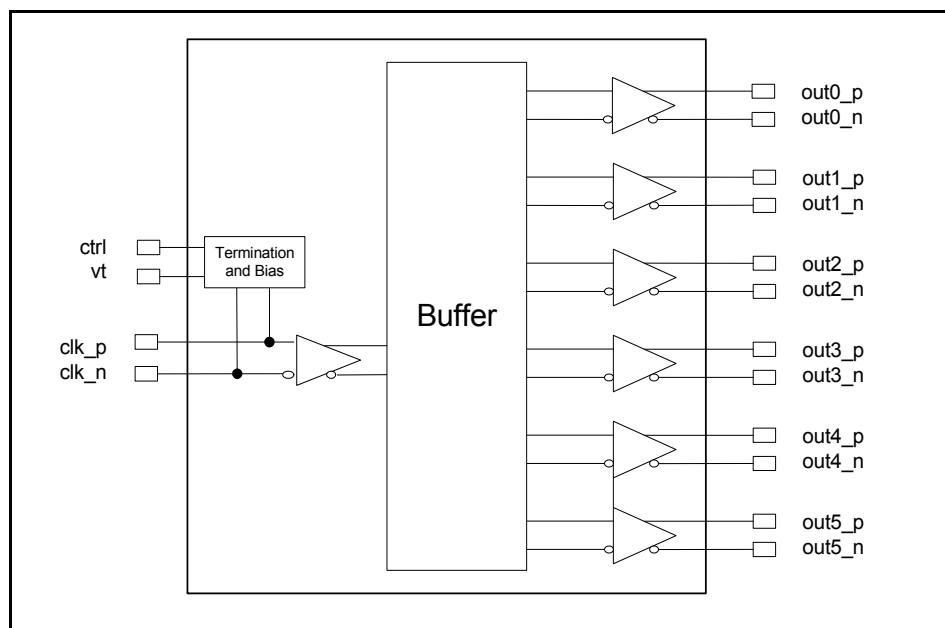 ctrl
vt
clk_p
clk_n
Termination
and Bias
Buffer
out0_p
out0_n
out1_p
out1_n
out2_p
out2_n
out3_p
out3_n
out4_p
out4_n
out5_p
out5_n